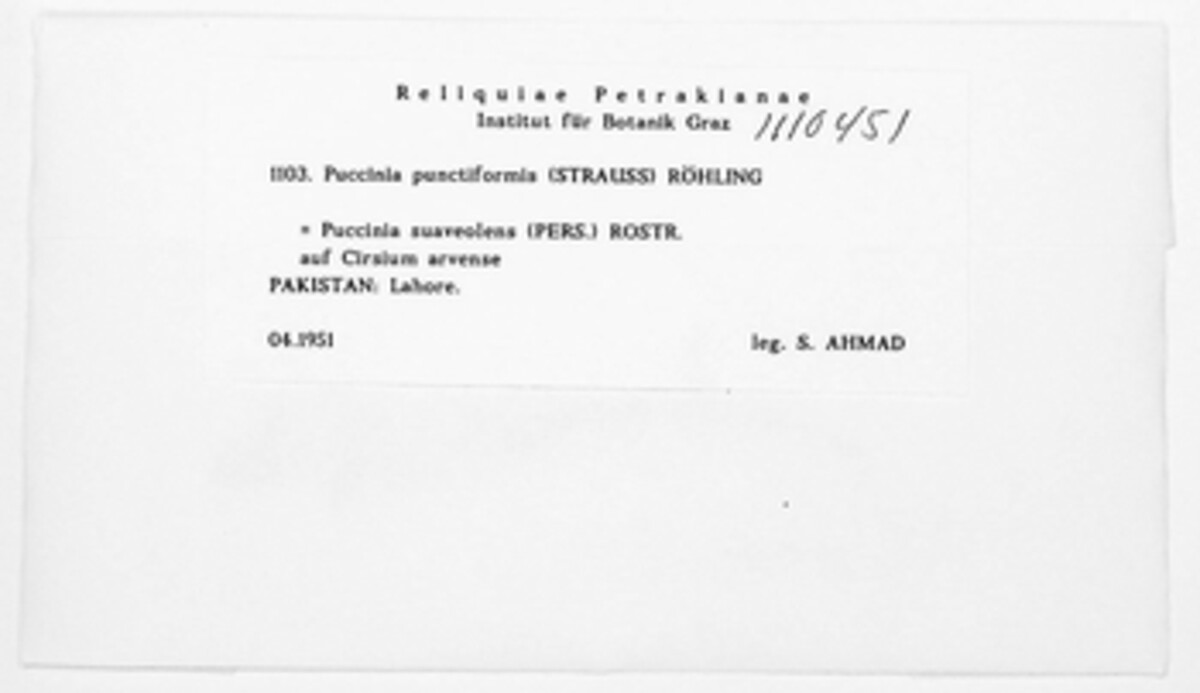 Reliquiae Petrakianae
Institut für Botanik Graz 1110451
1103. Puccinia punctiformis (STRAUSS) RÖHLING
= Puccinia suaveolens (PERS.) ROSTR.
auf Cirsium arvense
PAKISTAN: Lahore.
04.1951 leg. S. AHMAD